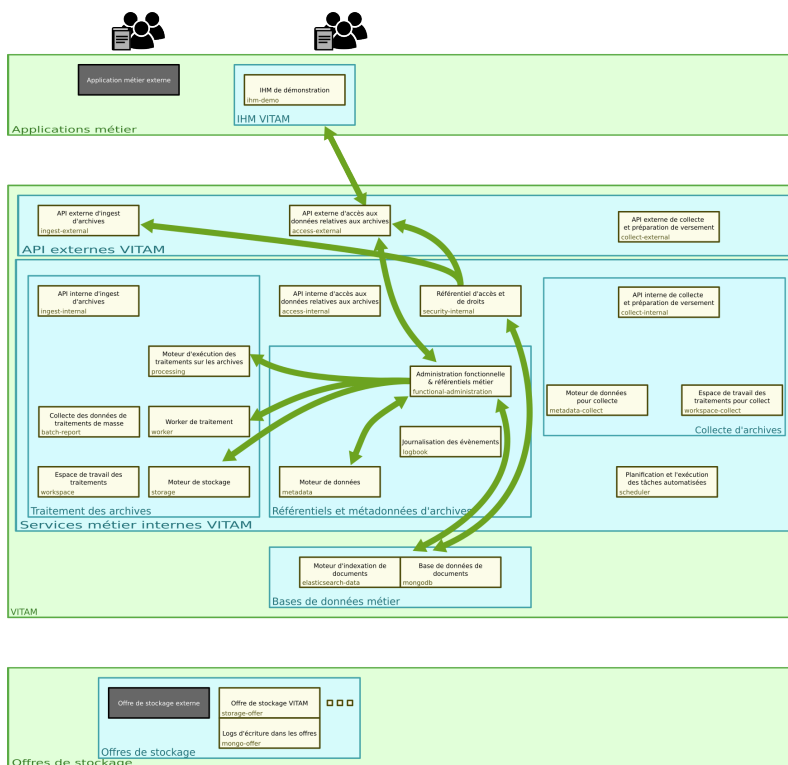 Application métier externe
IHM de démonstration
ihm-demo
IHM VITAM
Applications métier
API externe d'ingest
d'archives
ingest-external
API externe d'accès aux
données relatives aux archives
access-external
API externe de collecte
et préparation de versement
collect-external
API externes VITAM
API interne d'ingest
d'archives
ingest-internal
API interne d'accès aux
données relatives aux archives
access-internal
Référentiel d'accès et
de droits
security-internal
API interne de collecte
et préparation de versement
collect-internal
Moteur d'exécution des
traitements sur les archives
processing
Administration fonctionnelle
& référentiels métier
functional-administration
Moteur de données
pour collecte
metadata-collect
Espace de travail des
traitements pour collect
workspace-collect
Collecte des données de
traitements de masse
batch-report
Worker de traitement
worker
Journalisation des évènements
logbook
Collecte d'archives
Espace de travail des
traitements
workspace
Moteur de stockage
storage
Moteur de données
metadata
Planification et l'exécution
des tâches automatisées
scheduler
Traitement des archives
Référentiels et métadonnées d'archives
Services métier internes VITAM
Moteur d'indexation de
documents
elasticsearch-data
Base de données de
documents
mongodb
Bases de données métier
VITAM
Offre de stockage externe
Offre de stockage VITAM
storage-offer
Logs d'écriture dans les offres
mongo-offer
Offres de stockage
Offres de stockage